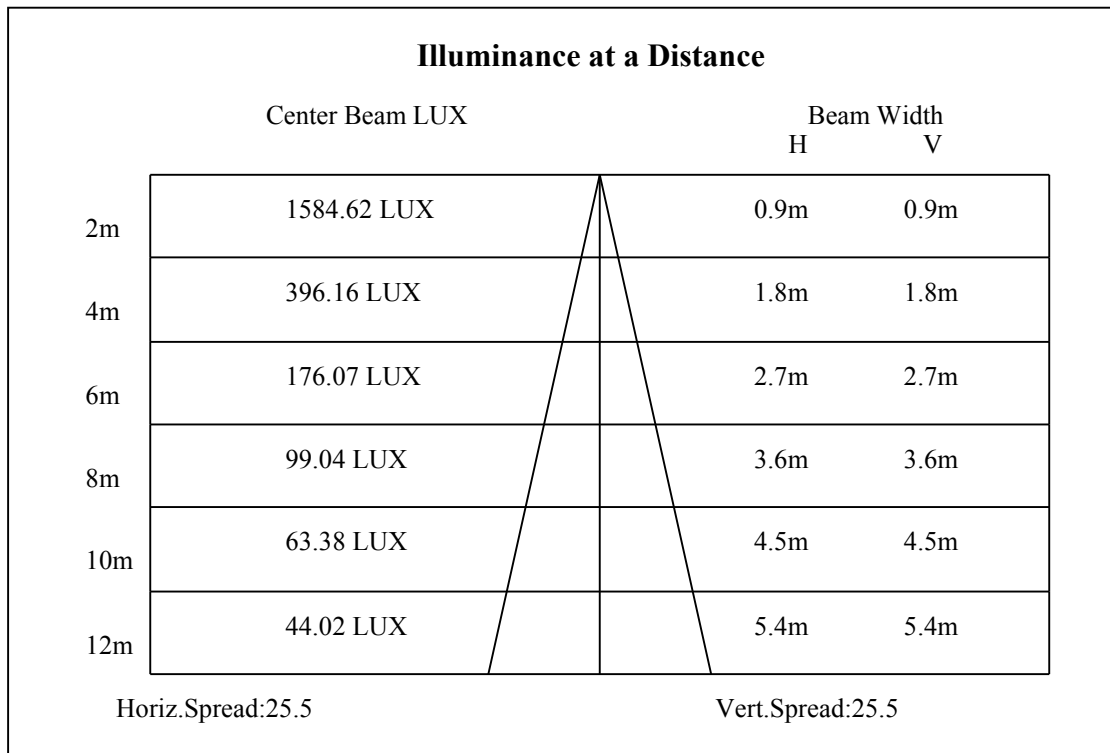 Illuminance at a Distance
Center Beam LUX Beam Width
H V
2m 1584.62 LUX 0.9m 0.9m
4m 396.16 LUX 1.8m 1.8m
6m 176.07 LUX 2.7m 2.7m
8m 99.04 LUX 3.6m 3.6m
10m 63.38 LUX 4.5m 4.5m
12m 44.02 LUX 5.4m 5.4m
Horiz.Spread:25.5 Vert.Spread:25.5